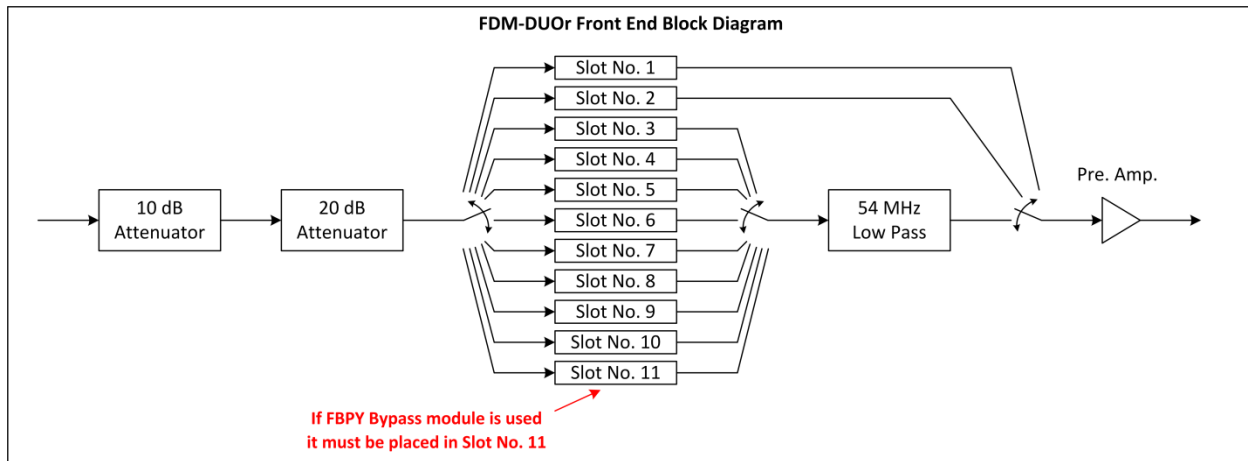 FDM-DUOr Front End Block Diagram
Slot No. 1
Slot No. 2
Slot No. 3
Slot No. 4
Slot No. 5
Slot No. 6
Slot No. 7
Slot No. 8
Slot No. 9
Slot No. 10
Slot No. 11
10 dB
Attenuator
20 dB
Attenuator
54 MHz
Low Pass
Pre. Amp.
If FBPY Bypass module is used
it must be placed in Slot No. 11